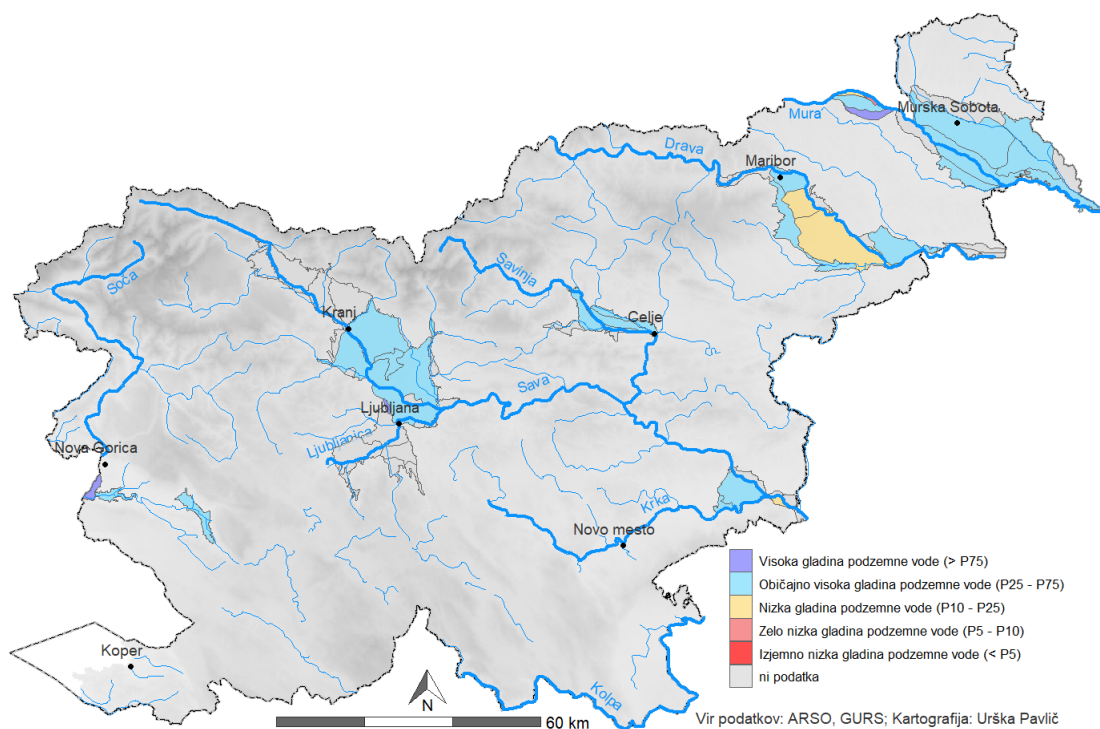 Mura
Murska Sobota
Drava
Maribor
Soča
Savinja
Kranj
Celje
Sava
Ljubljana
Ljubljanica
Nova Gorica
Krka
Novo mesto
Koper
Kolpa
N
60 km
Visoka gladina podzemne vode (> P75)
Običajno visoka gladina podzemne vode (P25 - P75)
Nizka gladina podzemne vode (P10 - P25)
Zelo nizka gladina podzemne vode (P5 - P10)
Izjemno nizka gladina podzemne vode (< P5)
ni podatka
Vir podatkov: ARSO, GURS; Kartografija: Urška Pavlič